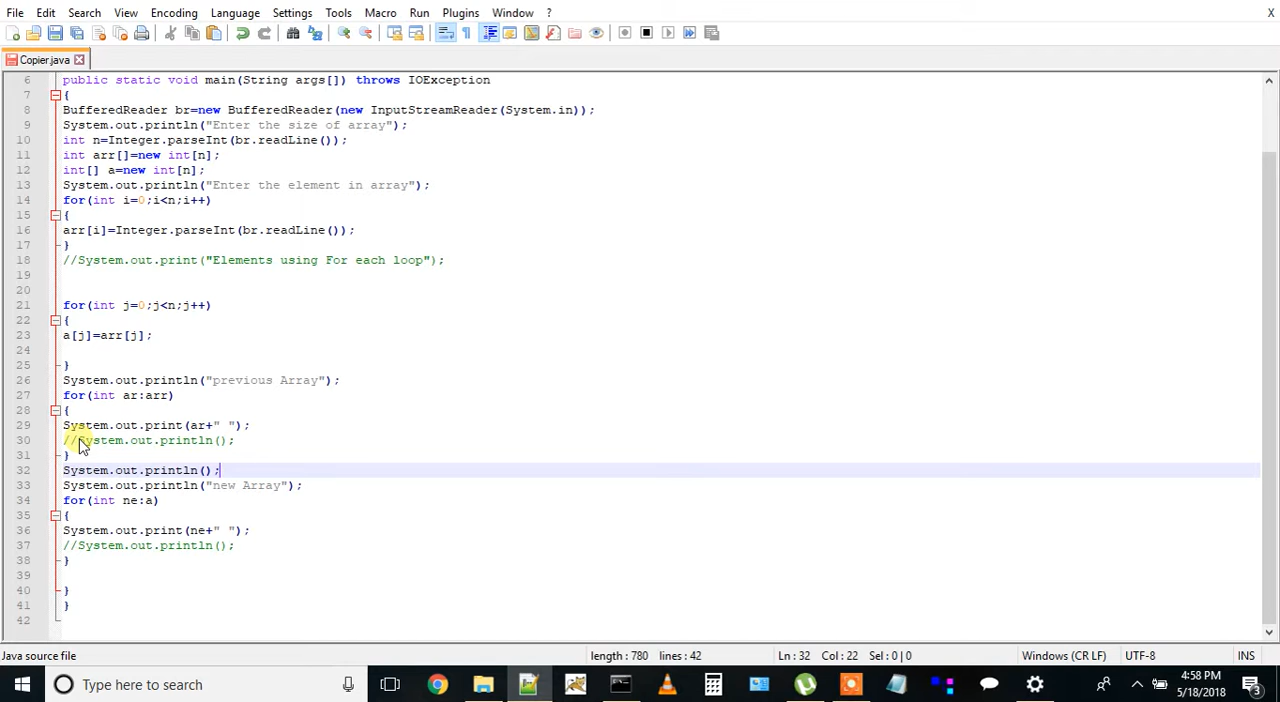 File Edit Search View Encoding Language Settings Tools Macro Run Plugins Window ? X
Copier.java
6 public static void main(String args[]) throws IOException
7 {
8 BufferedReader br=new BufferedReader(new InputStreamReader(System.in));
9 System.out.println("Enter the size of array");
10 int n=Integer.parseInt(br.readLine());
11 int arr[]=new int[n];
12 int[] a=new int[n];
13 System.out.println("Enter the element in array");
14 for(int i=0;i<n;i++)
15 {
16 arr[i]=Integer.parseInt(br.readLine());
17 }
18 //System.out.print("Elements using For each loop");
19
20
21 for(int j=0;j<n;j++)
22 {
23 a[j]=arr[j];
24
25 }
26 System.out.println("previous Array");
27 for(int ar:arr)
28 {
29 System.out.print(ar+" ");
30 //System.out.println();
31 }
32 System.out.println();
33 System.out.println("new Array");
34 for(int ne:a)
35 {
36 System.out.print(ne+" ");
37 //System.out.println();
38 }
39
40 }
41 }
42
Java source file length : 780 lines : 42 Ln : 32 Col : 22 Sel : 0 | 0 Windows (CR LF) UTF-8 INS
Type here to search 4:58 PM
5/18/2018 3